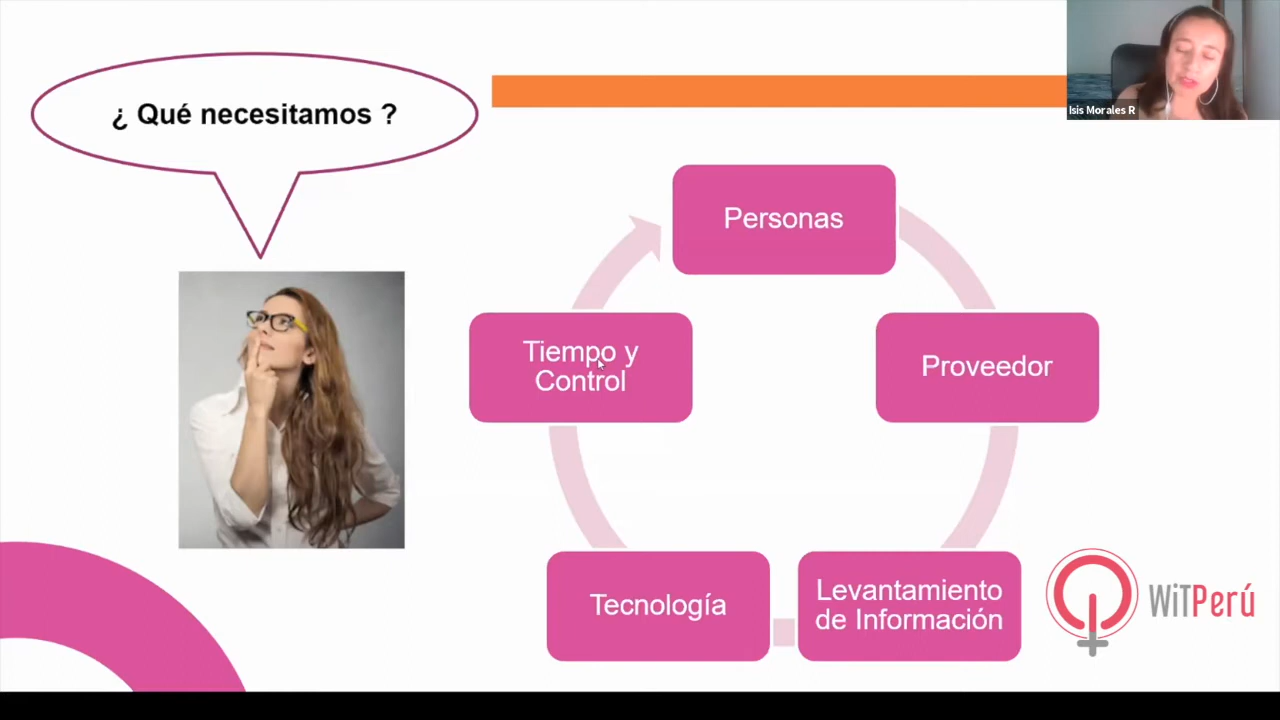 ¿ Qué necesitamos ?
Isis Morales R
Personas
Tiempo y
Control
Proveedor
Tecnología
Levantamiento
de Información
WiTPerú